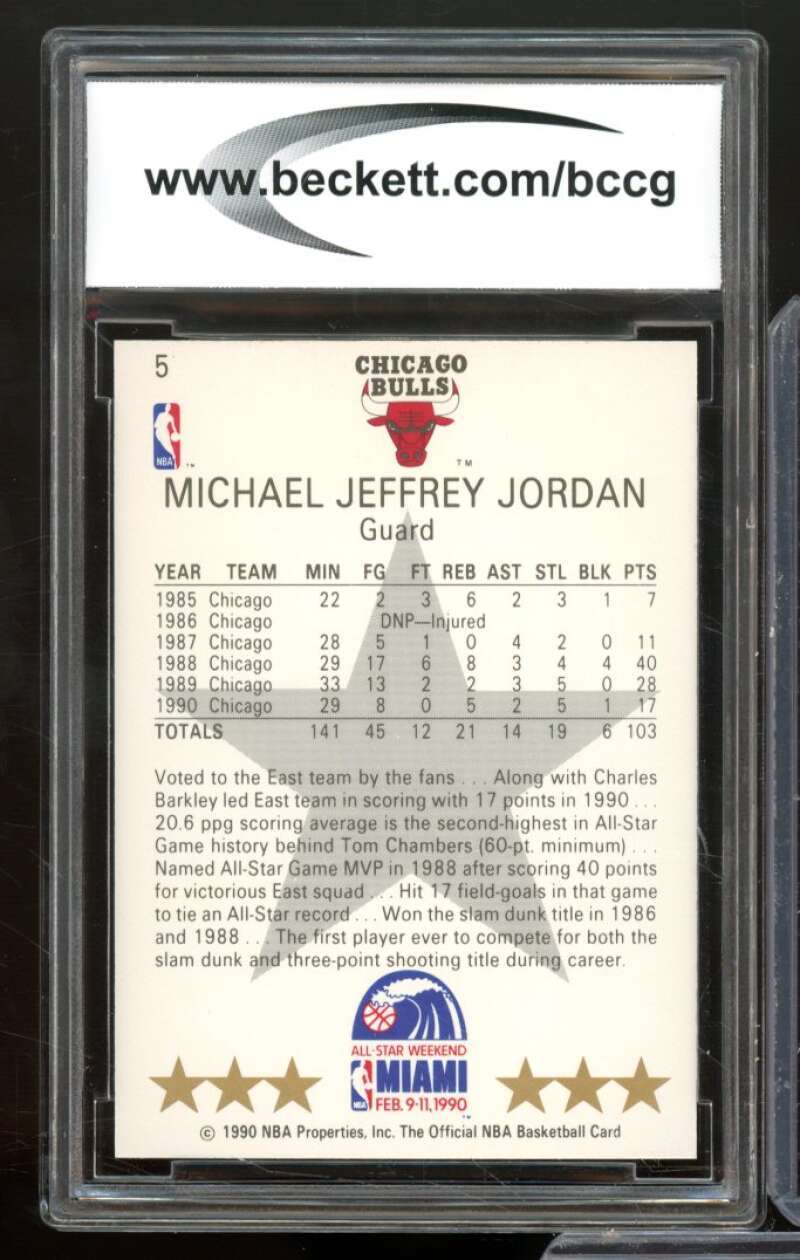 www.beckett.com/bccg
5
CHICAGO
BULLS
NBA
TM
MICHAEL JEFFREY JORDAN
Guard
YEAR TEAM MIN FG FT REB AST STL BLK PTS
1985 Chicago 22 2 3 6 2 3 1 7
1986 Chicago DNP—Injured
1987 Chicago 28 5 1 0 4 2 0 11
1988 Chicago 29 17 6 8 3 4 4 40
1989 Chicago 33 13 2 2 3 5 0 28
1990 Chicago 29 8 0 5 2 5 1 17
TOTALS 141 45 12 21 14 19 6 103
Voted to the East team by the fans . . . Along with Charles
Barkley led East team in scoring with 17 points in 1990 . . .
20.6 ppg scoring average is the second-highest in All-Star
Game history behind Tom Chambers (60-pt. minimum) . . .
Named All-Star Game MVP in 1988 after scoring 40 points
for victorious East squad . . . Hit 17 field-goals in that game
to tie an All-Star record . . . Won the slam dunk title in 1986
and 1988 . . . The first player ever to compete for both the
slam dunk and three-point shooting title during career.
ALL-STAR WEEKEND
MIAMI
NBA FEB. 9-11, 1990
© 1990 NBA Properties, Inc. The Official NBA Basketball Card